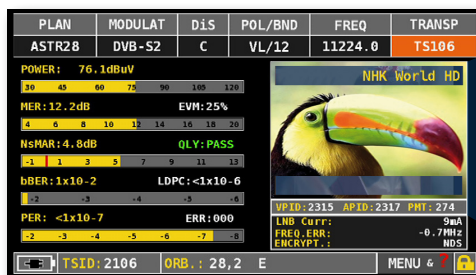 PLAN MODULAT DiS POL/BND FREQ TRANSP
ASTR28 DVB-S2 C VL/12 11224.0 TS106
POWER: 76.1dBuV
30 45 60 75 90 105 120
MER:12.2dB EVM:25%
4 6 8 10 12 14 16 18 20
NsMAR:4.8dB QLY:PASS
-1 1 3 5 7 9 11 13
bBER:1x10-2 LDPC:<1x10-6
-2 -3 -4 -5 -6
PER: <1x10-7 ERR:000
-2 -3 -4 -5 -6 -7 -8
NHK World HD
VPID:2315 APID:2317 PMT:274
LNB Curr: 9mA
FREQ.ERR: -0.7MHz
ENCRYPT.: NDS
TSID:2106 ORB.: 28,2 E MENU & ?